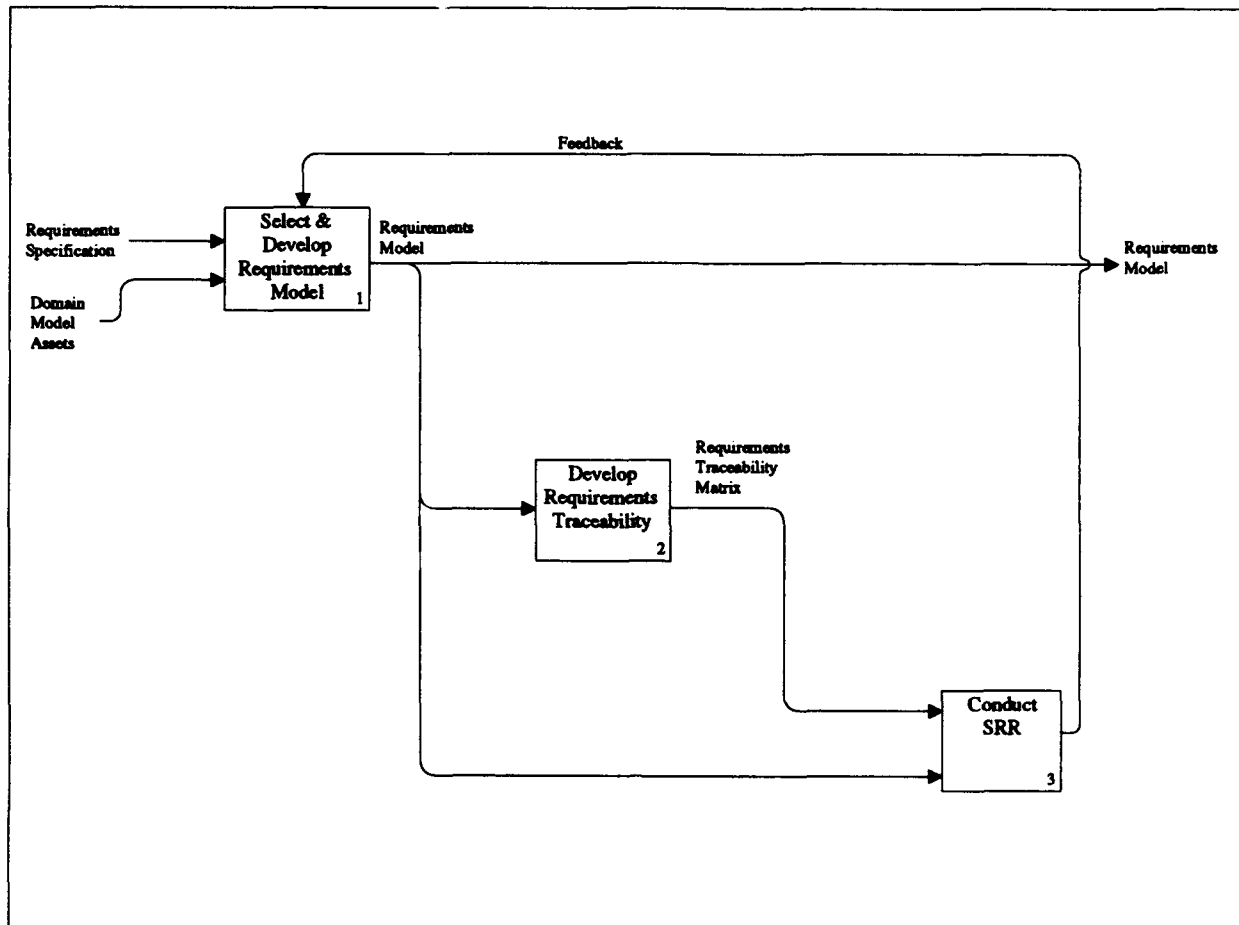 Feedback
Requirements
Specification
Domain
Model
Assets
Select &
Develop
Requirements
Model
1
Requirements
Model
Requirements
Model
Develop
Requirements
Traceability
2
Requirements
Traceability
Matrix
Conduct
SRR
3